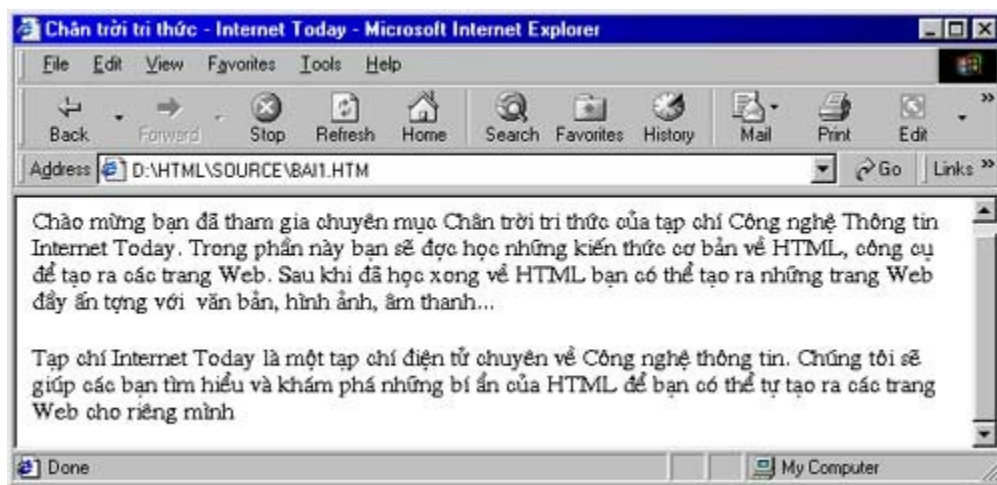 Chân trời tri thức - Internet Today - Microsoft Internet Explorer
File Edit View Favorites Tools Help
Back Forward Stop Refresh Home Search Favorites History Mail Print Edit »
Address D:\HTML\SOURCE\BAI1.HTM Go Links »
Chào mừng bạn đã tham gia chuyên mục Chân trời tri thức của tạp chí Công nghệ Thông tin
Internet Today. Trong phần này bạn sẽ đợc học những kiến thức cơ bản về HTML, công cụ
để tạo ra các trang Web. Sau khi đã học xong về HTML bạn có thể tạo ra những trang Web
đầy ấn tợng với văn bản, hình ảnh, âm thanh...
Tạp chí Internet Today là một tạp chí điện tử chuyên về Công nghệ thông tin. Chúng tôi sẽ
giúp các bạn tìm hiểu và khám phá những bí ẩn của HTML để bạn có thể tự tạo ra các trang
Web cho riêng mình
Done My Computer